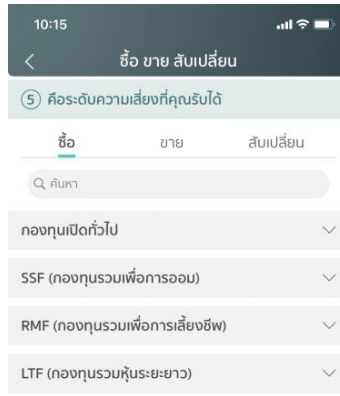 10:15
ซื้อ ขาย สับเปลี่ยน
5 คือระดับความเสี่ยงที่คุณรับได้
ซื้อ ขาย สับเปลี่ยน
ค้นหา
กองทุนเปิดทั่วไป
SSF (กองทุนรวมเพื่อการออม)
RMF (กองทุนรวมเพื่อการเลี้ยงชีพ)
LTF (กองทุนรวมหุ้นระยะยาว)